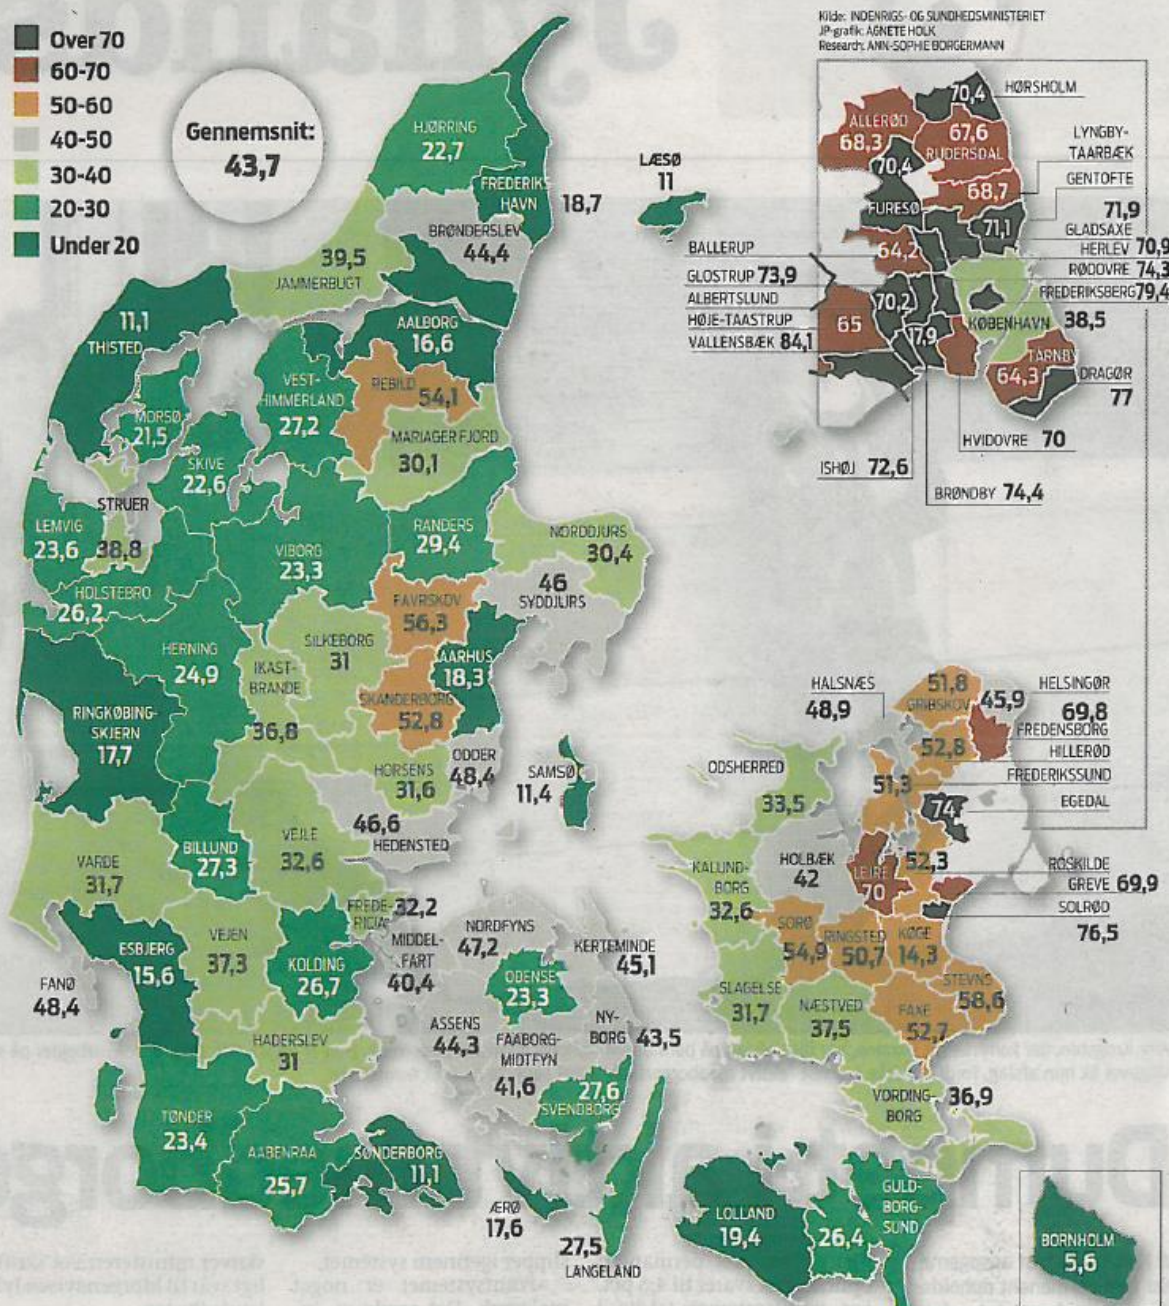 Over 70
60-70
50-60
40-50
30-40
20-30
Under 20
Gennemsnit:
43,7
Kilde: INDENRIGS- OG SUNDHEDSMINISTERIET
JP-grafik: AGNETE HOLK
Research: ANN-SOPHIE BORGERMANN
HJØRRING
22,7
FREDERIKS
HAVN
18,7
LÆSØ
11
BRØNDERSLEV
44,4
39,5
JAMMERBUGT
11,1
THISTED
AALBORG
16,6
VEST-
HIMMERLAND
27,2
REBILD
54,1
MORSØ
21,5
MARIAGER FJORD
30,1
SKIVE
22,6
STRUER
38,8
LEMVIG
23,6
VIBORG
23,3
RANDERS
29,4
NORDDJURS
30,4
46
SYDDJURS
HOLSTEBRO
26,2
FAVRSKOV
56,3
HERNING
24,9
SILKEBORG
31
IKAST-
BRANDE
36,8
AARHUS
18,3
SKANDERBORG
52,8
RINGKØBING-
SKJERN
17,7
ODDER
48,4
HORSENS
31,6
SAMSØ
11,4
46,6
HEDENSTED
VEJLE
32,6
BILLUND
27,3
VARDE
31,7
FREDE-
RICIA
32,2
MIDDEL-
FART
40,4
NORDFYNS
47,2
KERTEMINDE
45,1
ESBJERG
15,6
VEJEN
37,3
KOLDING
26,7
ODENSE
23,3
FANØ
48,4
ASSENS
44,3
FAABORG-
MIDTFYN
41,6
NY-
BORG
43,5
HADERSLEV
31
27,6
SVENDBORG
TØNDER
23,4
AABENRAA
25,7
SØNDERBORG
11,1
ÆRØ
17,6
27,5
LANGELAND
70,4
HØRSHOLM
ALLERØD
68,3
67,6
RUDERSDAL
LYNGBY-
TAARBÆK
70,4
FURESØ
68,7
GENTOFTE
71,9
71,1
GLADSAXE
BALLERUP
64,2
HERLEV 70,9
GLOSTRUP 73,9
RØDOVRE 74,3
ALBERTSLUND
70,2
FREDERIKSBERG 79,4
HØJE-TAASTRUP
65
KØBENHAVN 38,5
VALLENSBÆK 84,1
17,9
TÅRNBY
64,3
DRAGØR
77
HVIDOVRE 70
ISHØJ 72,6
BRØNDBY 74,4
HALSNÆS
48,9
51,8
GRIBSKOV
45,9
HELSINGØR
69,8
FREDENSBORG
52,8
HILLERØD
FREDERIKSSUND
51,3
ODSHERRED
33,5
74
EGEDAL
HOLBÆK
42
LEJRE
70
52,3
ROSKILDE
GREVE 69,9
SOLRØD
76,5
KALUND-
BORG
32,6
SORØ
54,9
RINGSTED
50,7
KØGE
14,3
STEVNS
58,6
SLAGELSE
31,7
NÆSTVED
37,5
FAXE
52,7
VORDING-
BORG
36,9
LOLLAND
19,4
GULD-
BORG-
SUND
26,4
BORNHOLM
5,6